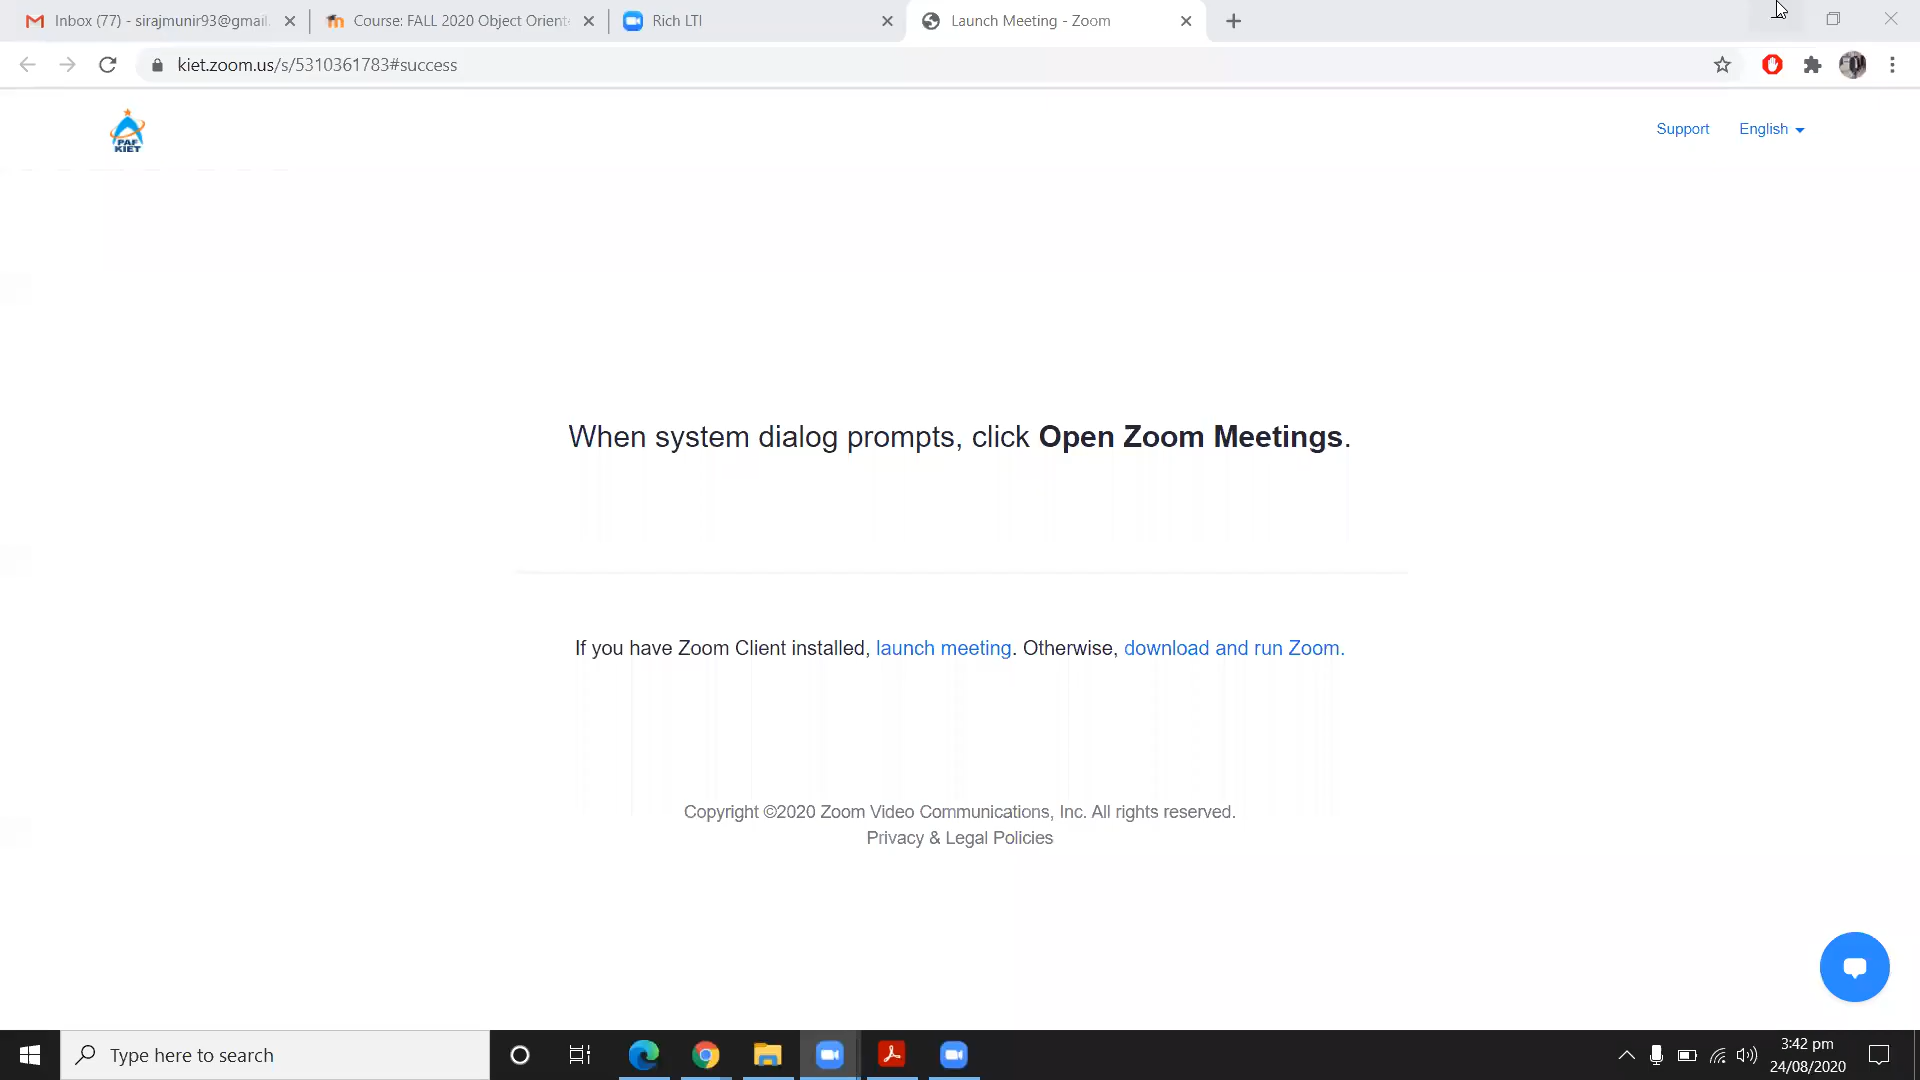 Inbox (77) - sirajmunir93@gmail.
Course: FALL 2020 Object Orient
Rich LTI
Launch Meeting - Zoom
kiet.zoom.us/s/5310361783#success
PAF
KIET
Support
English
When system dialog prompts, click Open Zoom Meetings.
If you have Zoom Client installed, launch meeting. Otherwise, download and run Zoom.
Copyright ©2020 Zoom Video Communications, Inc. All rights reserved.
Privacy & Legal Policies
Type here to search
3:42 pm
24/08/2020